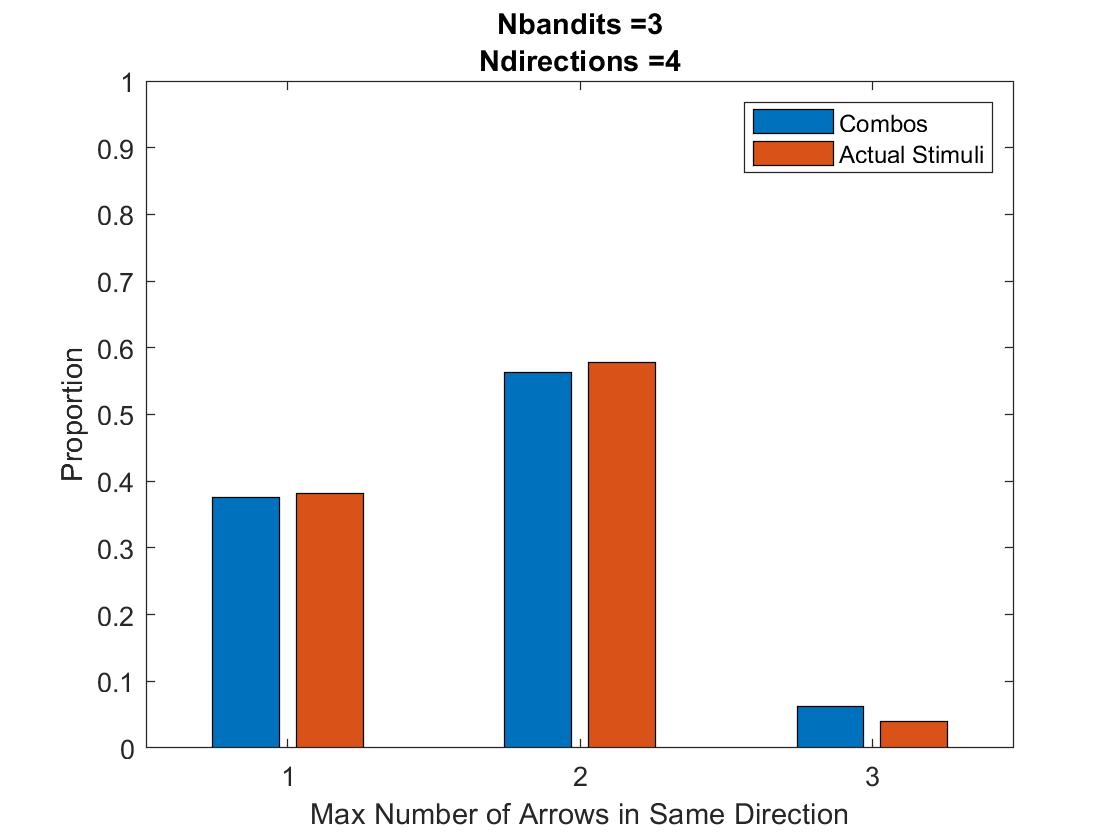 Nbandits =3
Ndirections =4
1
0.9
0.8
0.7
0.6
0.5
0.4
0.3
0.2
0.1
0
Proportion
Combos
Actual Stimuli
1 2 3
Max Number of Arrows in Same Direction